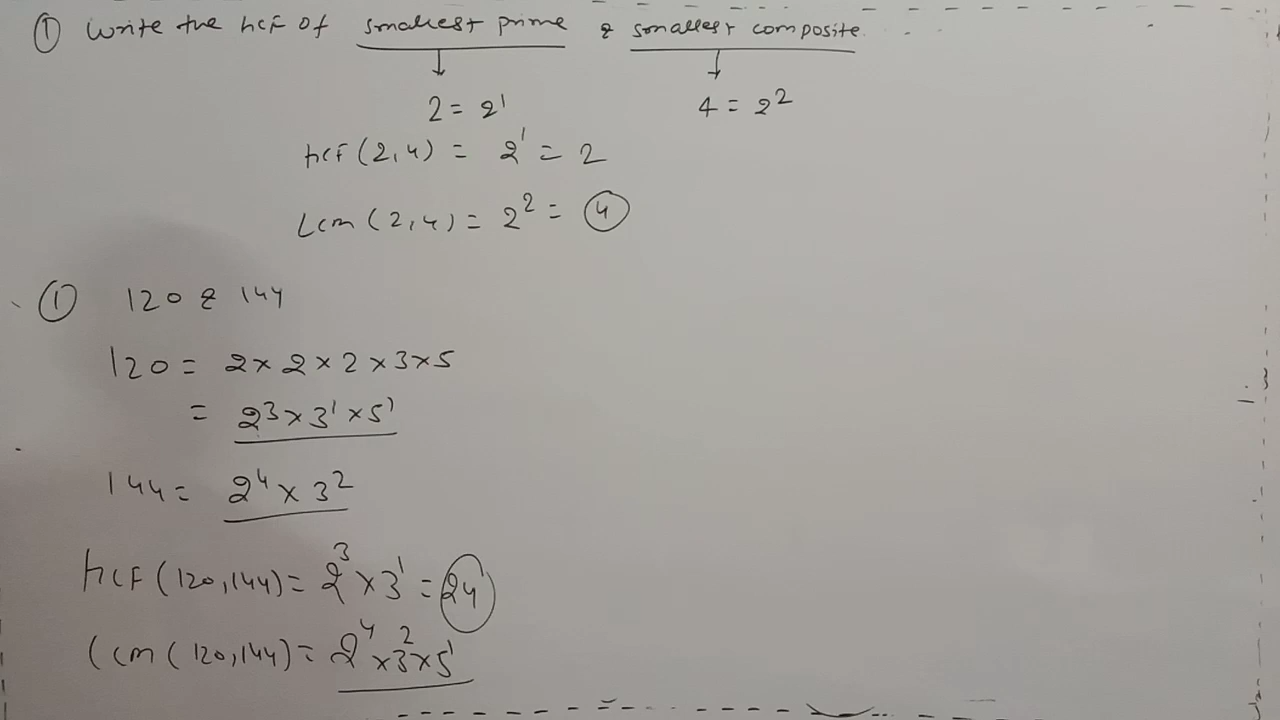 ① Write the HCF of smallest prime & smallest composite.
2 = 2¹ 4 = 2²
HCF (2,4) = 2¹ = 2
Lcm (2,4) = 2² = 4
① 120 & 144
120 = 2 × 2 × 2 × 3 × 5
= 2³ × 3¹ × 5¹
144 = 2⁴ × 3²
HCF (120,144) = 2³ × 3¹ = 24
Lcm (120,144) = 2⁴ × 3² × 5¹